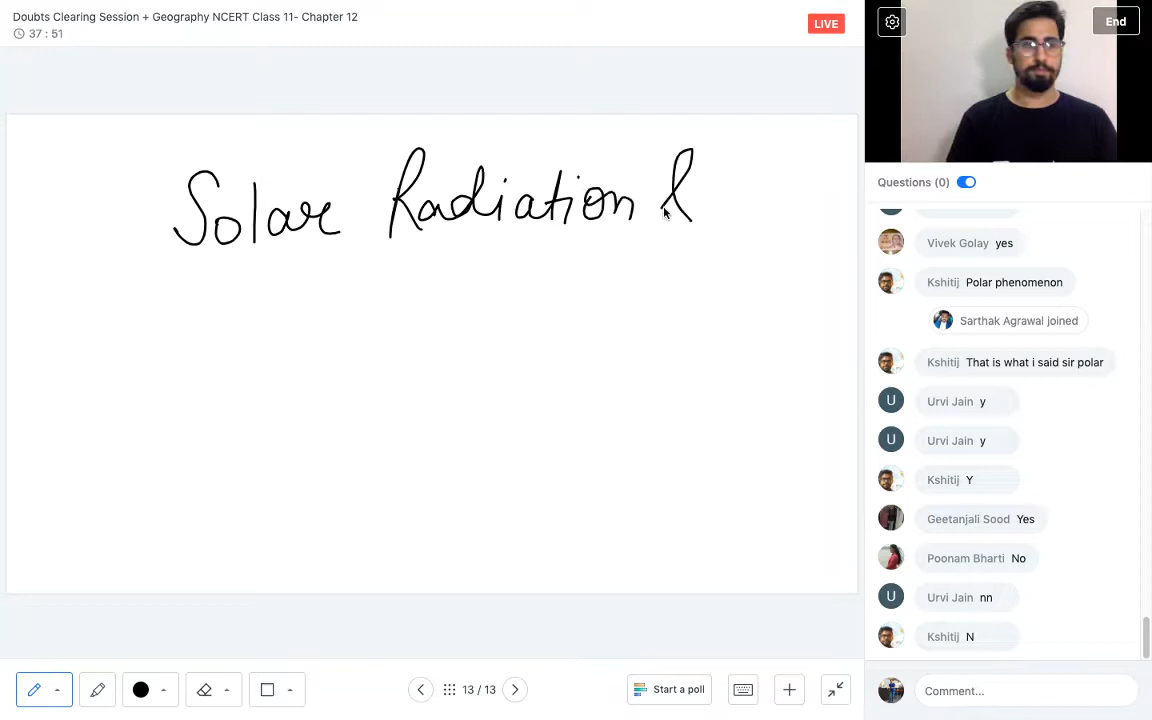 Doubts Clearing Session + Geography NCERT Class 11- Chapter 12
37 : 51
LIVE
Solar Radiation
End
Questions (0)
Vivek Golay yes
Kshitij Polar phenomenon
Sarthak Agrawal joined
Kshitij That is what i said sir polar
U Urvi Jain y
U Urvi Jain y
Kshitij Y
Geetanjali Sood Yes
Poonam Bharti No
U Urvi Jain nn
Kshitij N
13 / 13
Start a poll
Comment...